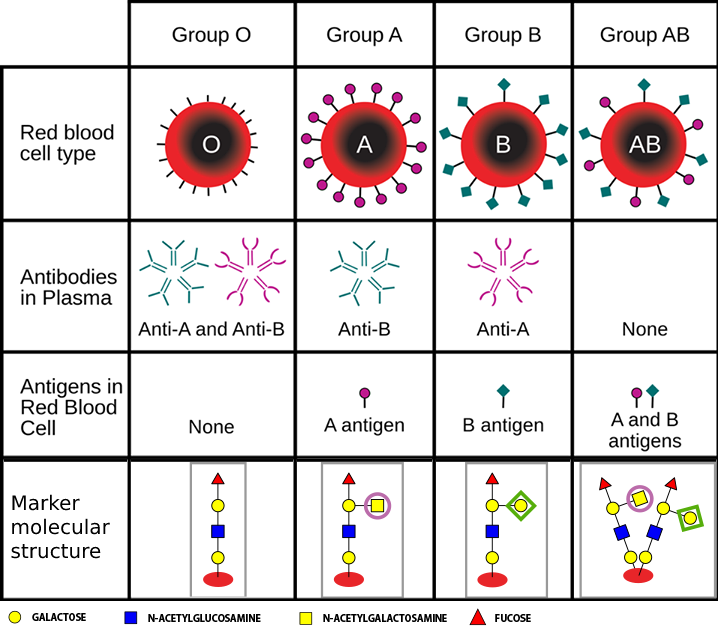 Group O
Group A
Group B
Group AB
Red blood
cell type
O
A
B
AB
Antibodies
in Plasma
Anti-A and Anti-B
Anti-B
Anti-A
None
Antigens in
Red Blood
Cell
None
A antigen
B antigen
A and B
antigens
Marker
molecular
structure
GALACTOSE
N-ACETYLGLUCOSAMINE
N-ACETYLGALACTOSAMINE
FUCOSE